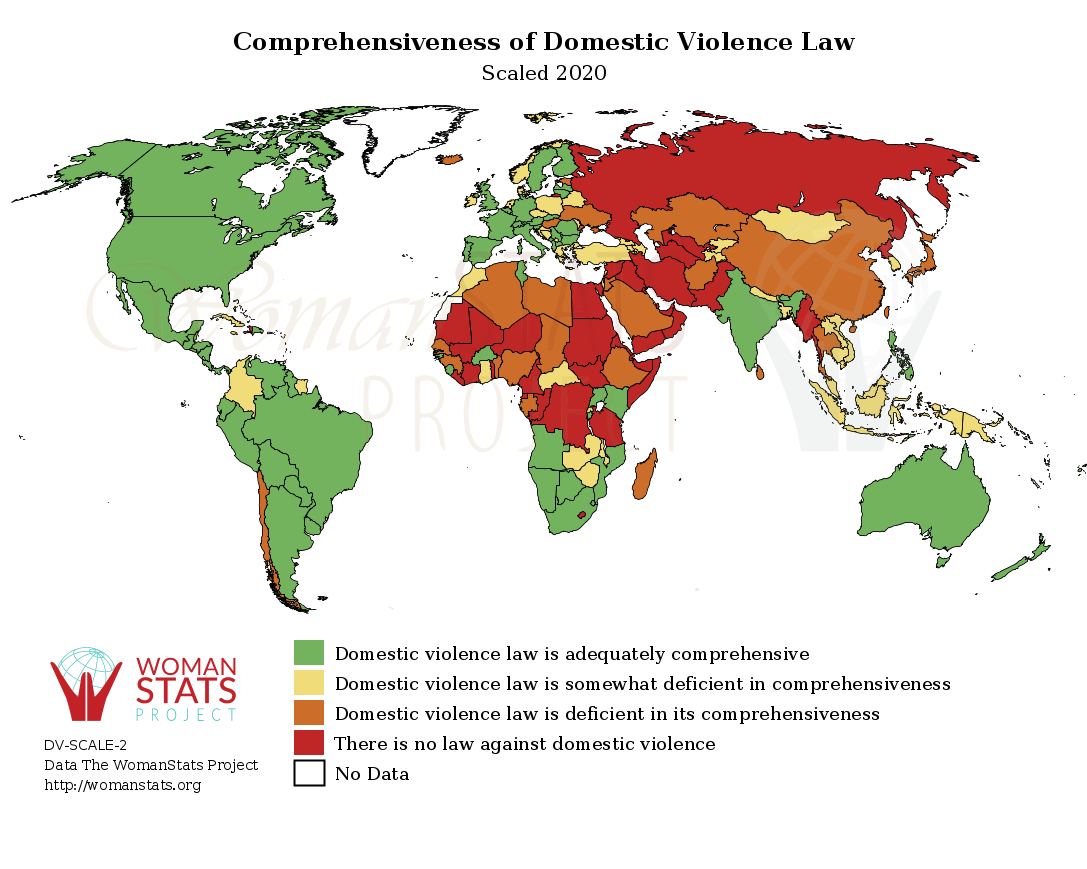 Comprehensiveness of Domestic Violence Law
Scaled 2020
WomanSTATS
PROJECT
WOMAN
STATS
PROJECT
DV-SCALE-2
Data The WomanStats Project
http://womanstats.org
Domestic violence law is adequately comprehensive
Domestic violence law is somewhat deficient in comprehensiveness
Domestic violence law is deficient in its comprehensiveness
There is no law against domestic violence
No Data